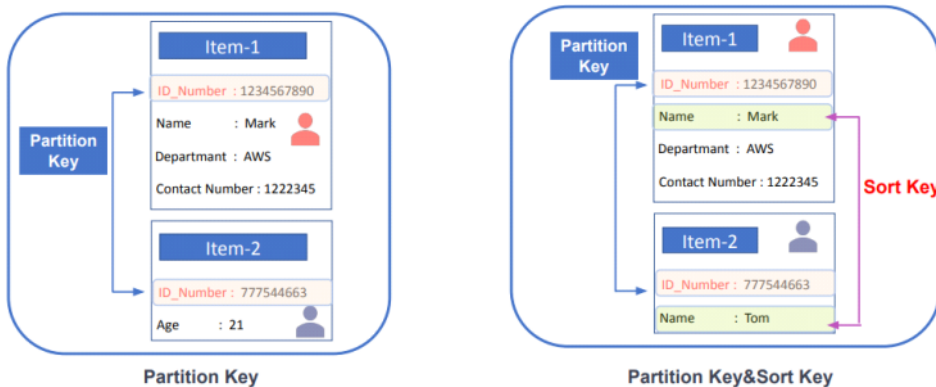 Item-1
ID_Number : 1234567890
Name : Mark
Departmant : AWS
Contact Number : 1222345
Partition
Key
Item-2
ID_Number : 777544663
Age : 21
Partition Key
Partition
Key
Item-1
ID_Number : 1234567890
Name : Mark
Departmant : AWS
Contact Number : 1222345
Sort Key
Item-2
ID_Number : 777544663
Name : Tom
Partition Key&Sort Key